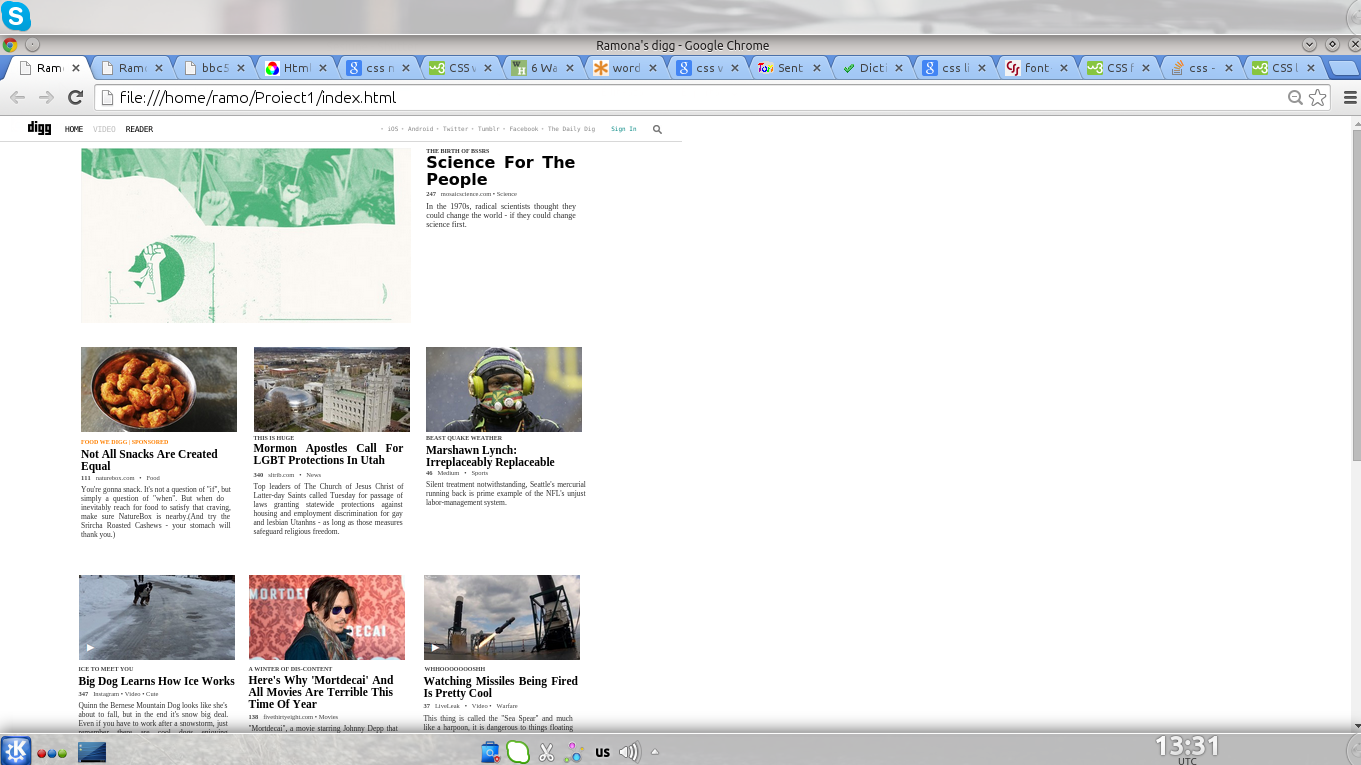 Ramona's digg - Google Chrome
Ram
Ramo
bbc5
Html
css n
CSS v
6 Wa
word
css v
Sent
Dicti
css li
font
CSS f
css -
CSS l
file:///home/ramo/Proiect1/index.html
digg HOME VIDEO READER • iOS • Android • Twitter • Tumblr • Facebook • The Daily Dig Sign In
THE BIRTH OF BSSRS
Science For The
People
247 mosaicscience.com • Science
In the 1970s, radical scientists thought they
could change the world - if they could change
science first.
FOOD WE DIGG | SPONSORED
Not All Snacks Are Created
Equal
111 naturebox.com • Food
You're gonna snack. It's not a question of "if", but
simply a question of "when". But when do
inevitably reach for food to satisfy that craving,
make sure NatureBox is nearby.(And try the
Srircha Roasted Cashews - your stomach will
thank you.)
THIS IS HUGE
Mormon Apostles Call For
LGBT Protections In Utah
340 sltrib.com • News
Top leaders of The Church of Jesus Christ of
Latter-day Saints called Tuesday for passage of
laws granting statewide protections against
housing and employment discrimination for gay
and lesbian Utanhns - as long as those measures
safeguard religious freedom.
BEAST QUAKE WEATHER
Marshawn Lynch:
Irreplaceably Replaceable
46 Medium • Sports
Silent treatment notwithstanding, Seattle's mercurial
running back is prime example of the NFL's unjust
labor-management system.
MORTDE
DECAI
ICE TO MEET YOU
Big Dog Learns How Ice Works
347 Instagram • Video • Cute
Quinn the Bernese Mountain Dog looks like she's
about to fall, but in the end it's snow big deal.
Even if you have to work after a snowstorm, just
remember there are cool dogs enjoying
A WINTER OF DIS-CONTENT
Here's Why 'Mortdecai' And
All Movies Are Terrible This
Time Of Year
138 fivethirtyeight.com • Movies
"Mortdecai', a movie starring Johnny Depp that
WHHOOOOOOSHH
Watching Missiles Being Fired
Is Pretty Cool
37 LiveLeak • Video • Warfare
This thing is called the "Sea Spear" and much
like a harpoon, it is dangerous to things floating
us
13:31
UTC